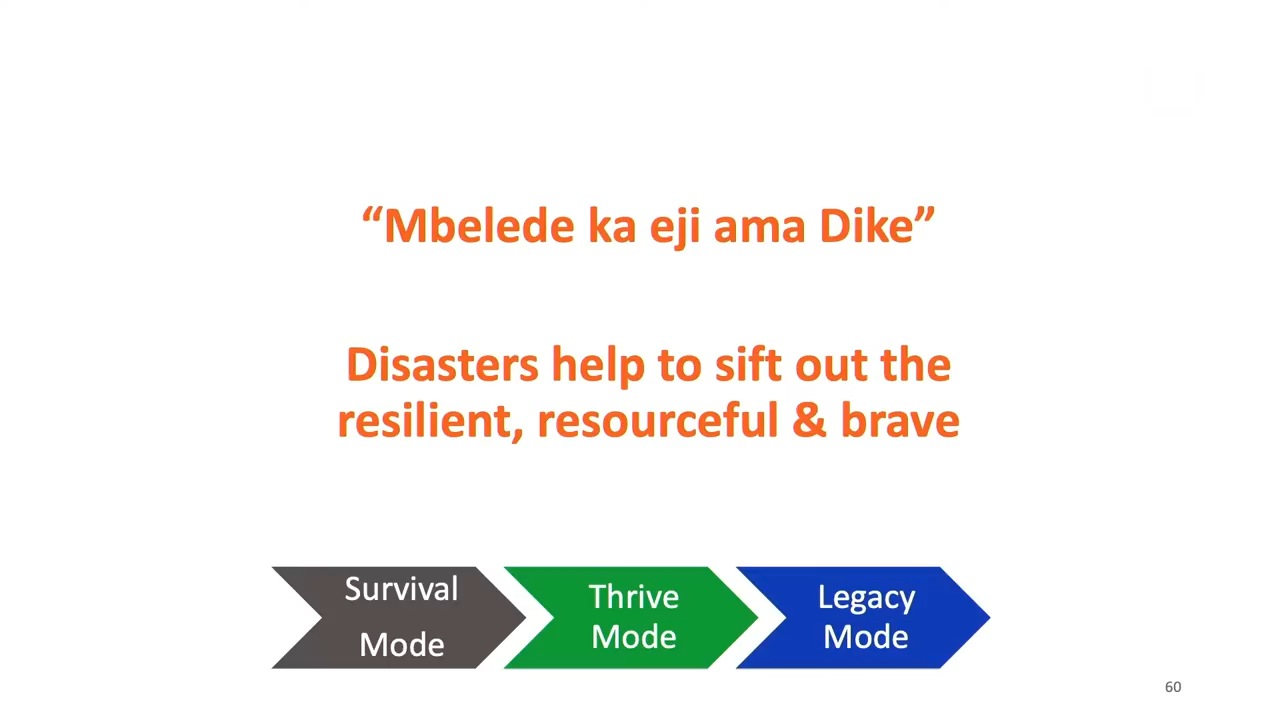 “Mbelede ka eji ama Dike”
Disasters help to sift out the
resilient, resourceful & brave
Survival
Mode
Thrive
Mode
Legacy
Mode
60